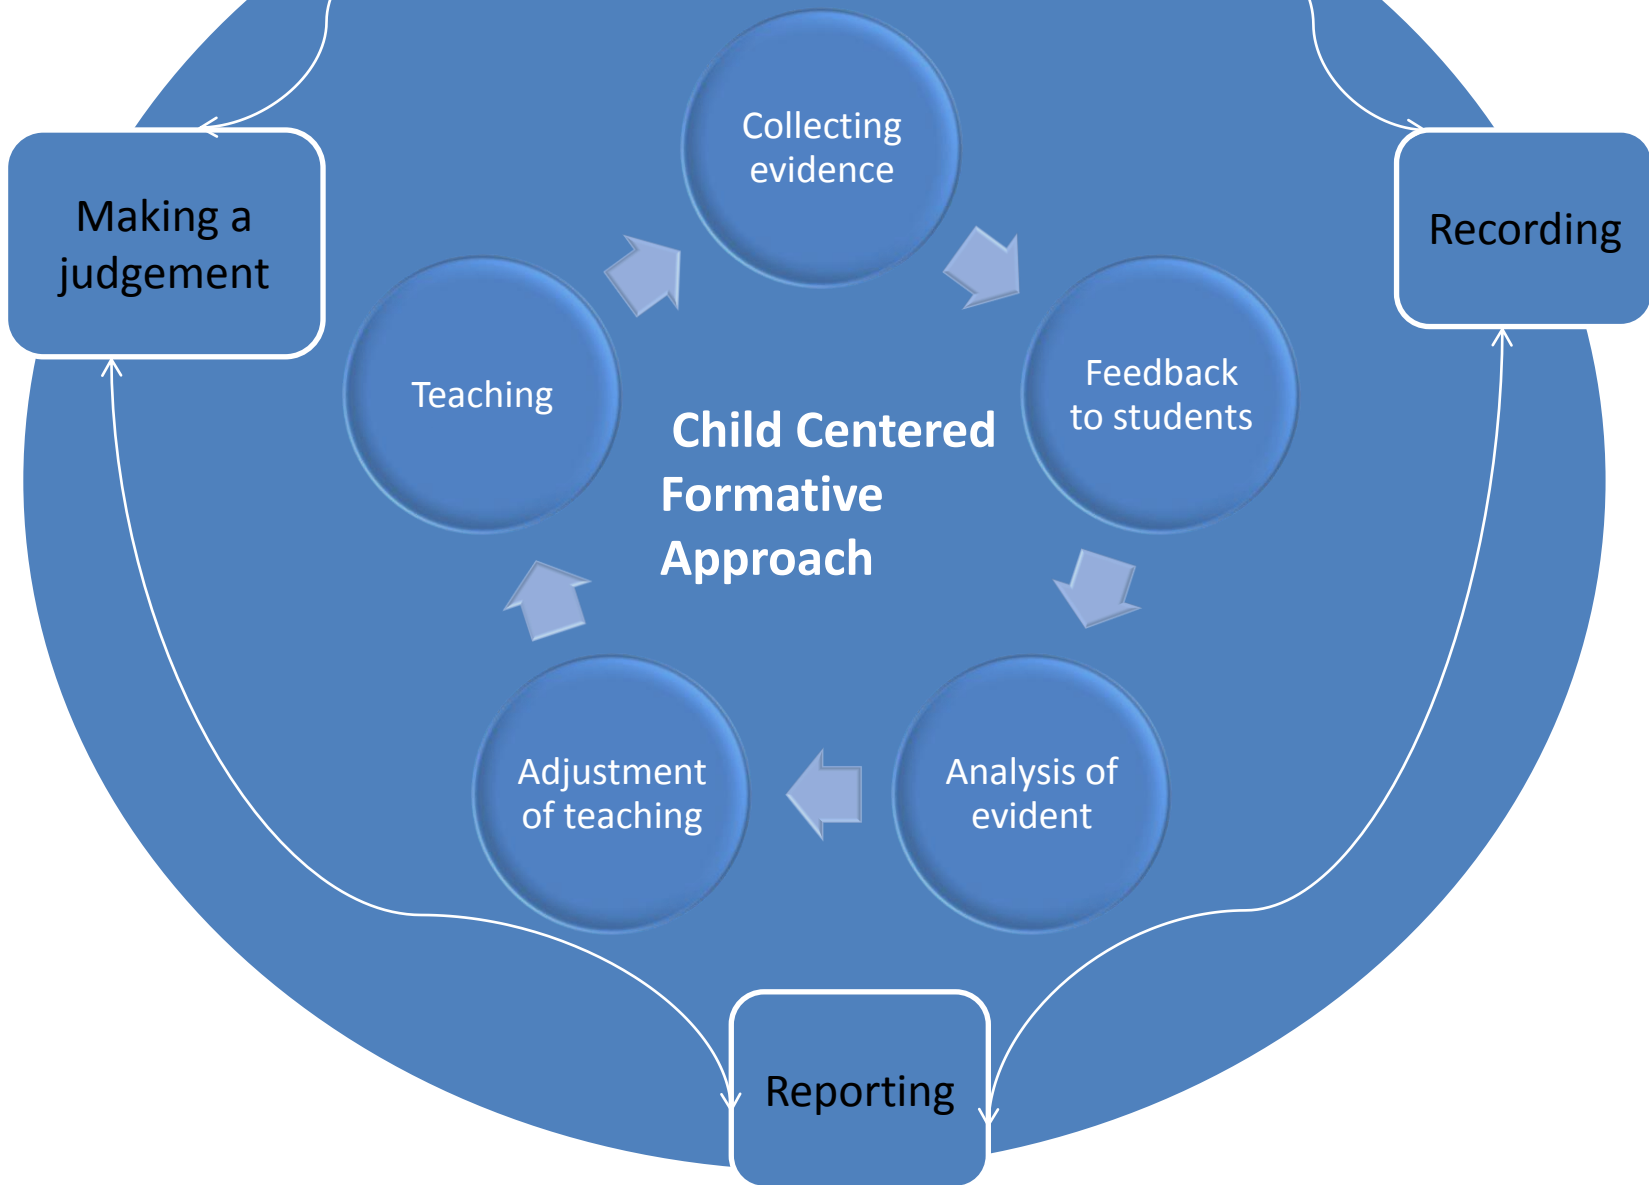 Collecting
evidence
Making a
judgement
Recording
Teaching
Feedback
to students
Child Centered
Formative
Approach
Adjustment
of teaching
Analysis of
evident
Reporting